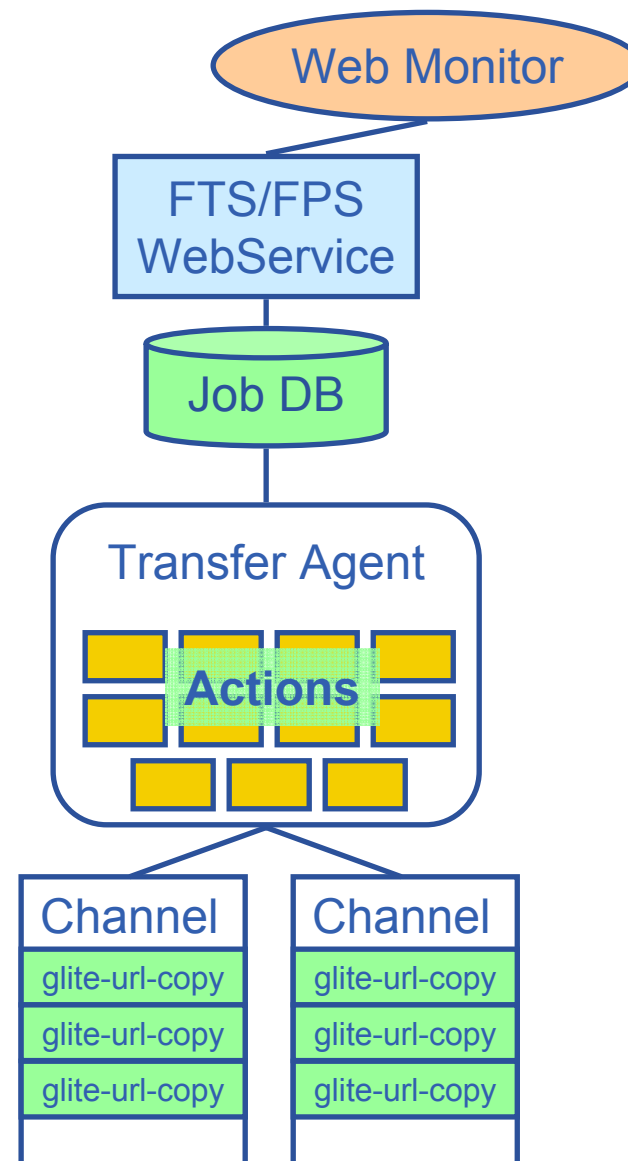 Web Monitor
FTS/FPS
WebService
Job DB
Transfer Agent
Actions
Channel
glite-url-copy
glite-url-copy
glite-url-copy
Channel
glite-url-copy
glite-url-copy
glite-url-copy